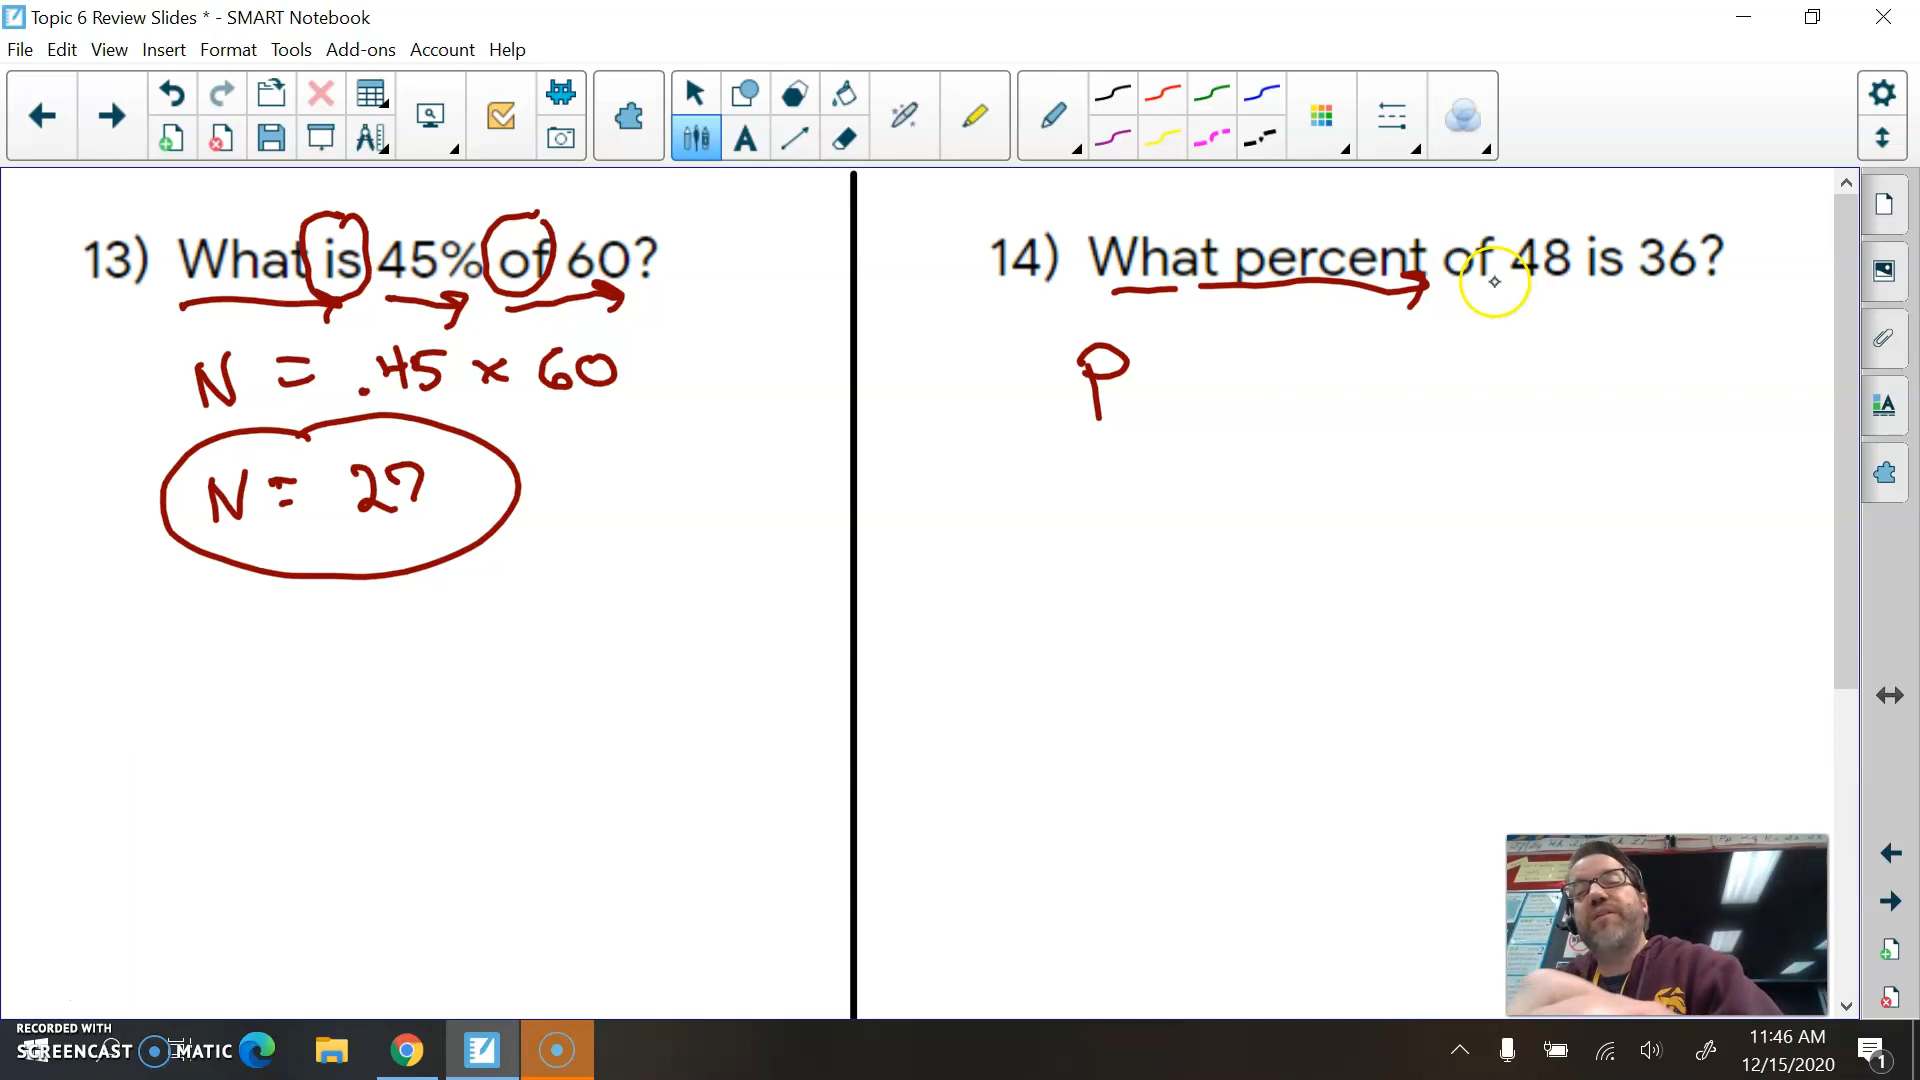 Topic 6 Review Slides * - SMART Notebook
File Edit View Insert Format Tools Add-ons Account Help
13) What is 45% of 60?
N = .45 × 60
N = 27
14) What percent of 48 is 36?
P
RECORDED WITH
SCREENCAST MATIC
11:46 AM
12/15/2020
1